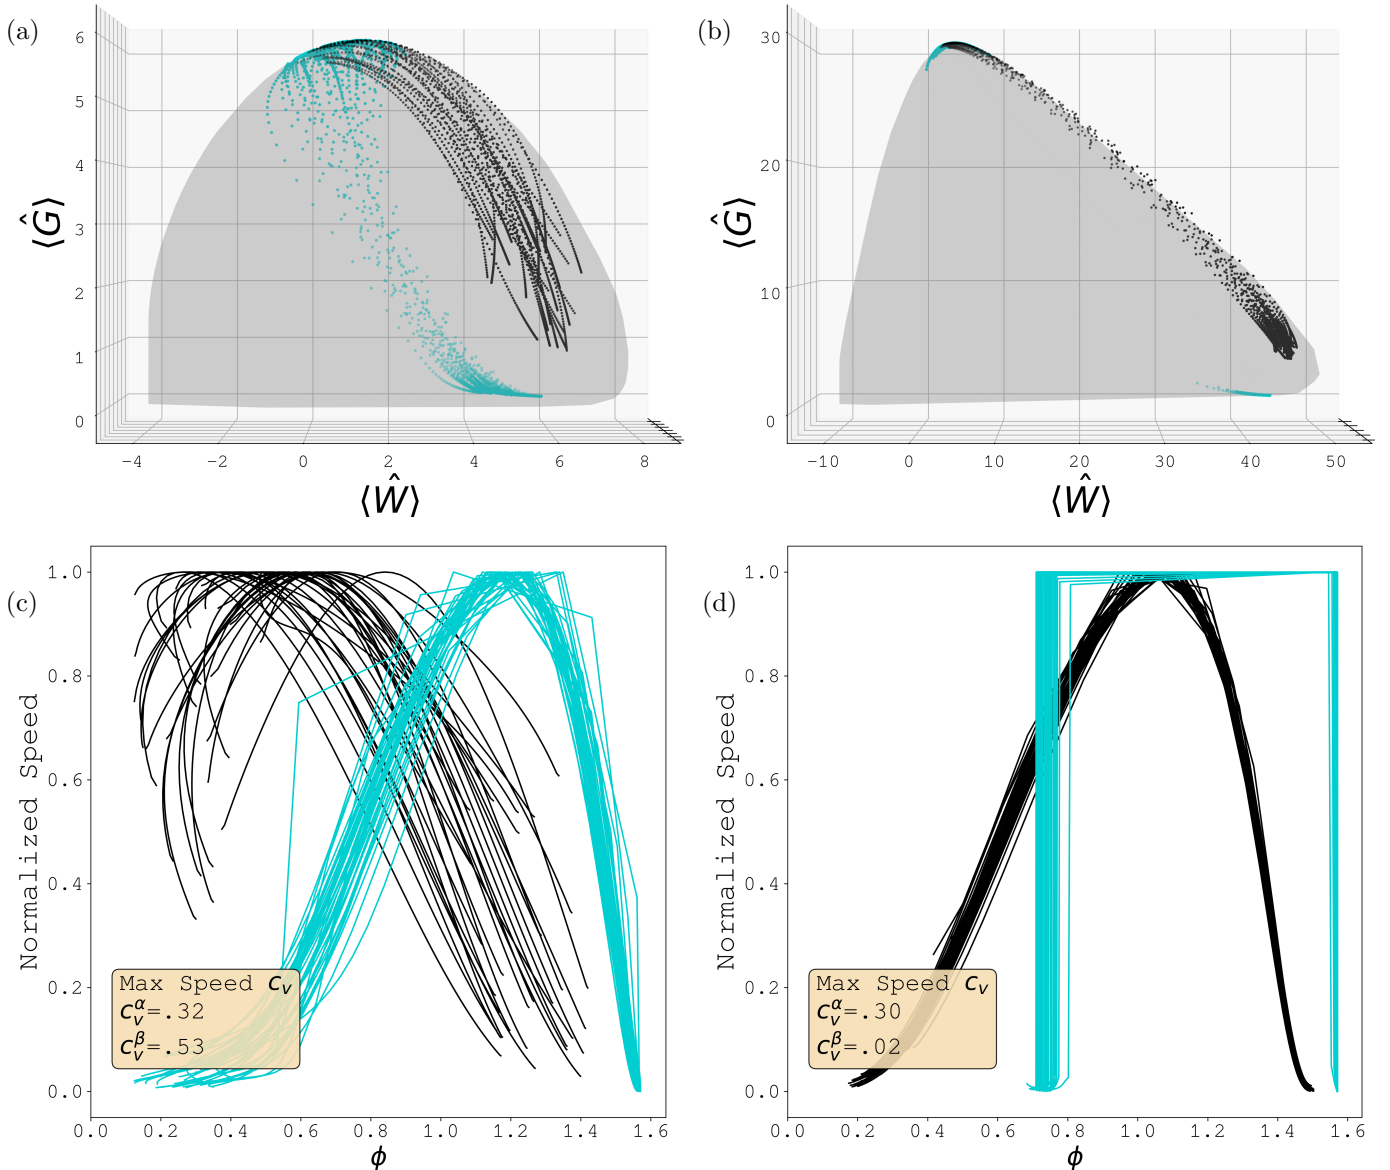 (a)
6
5
4
3
2
1
0
⟨Ĝ⟩
−4 −2 0 2 4 6 8
⟨Ŵ⟩
(b)
30
20
10
0
⟨Ĝ⟩
−10 0 10 20 30 40 50
⟨Ŵ⟩
(c)
1.0
0.8
0.6
0.4
0.2
0.0
Normalized Speed
Max Speed c_v
c_v^α=.32
c_v^β=.53
0.0 0.2 0.4 0.6 0.8 1.0 1.2 1.4 1.6
ϕ
(d)
1.0
0.8
0.6
0.4
0.2
0.0
Normalized Speed
Max Speed c_v
c_v^α=.30
c_v^β=.02
0.0 0.2 0.4 0.6 0.8 1.0 1.2 1.4 1.6
ϕ